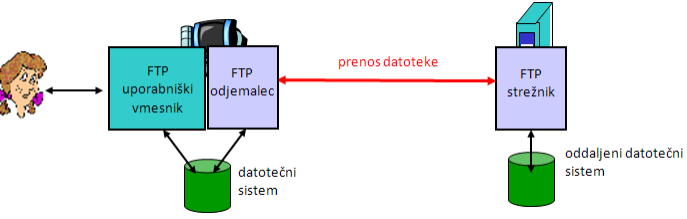 FTP
uporabniški
vmesnik
FTP
odjemalec
prenos datoteke
FTP
strežnik
datotečni
sistem
oddaljeni datotečni
sistem